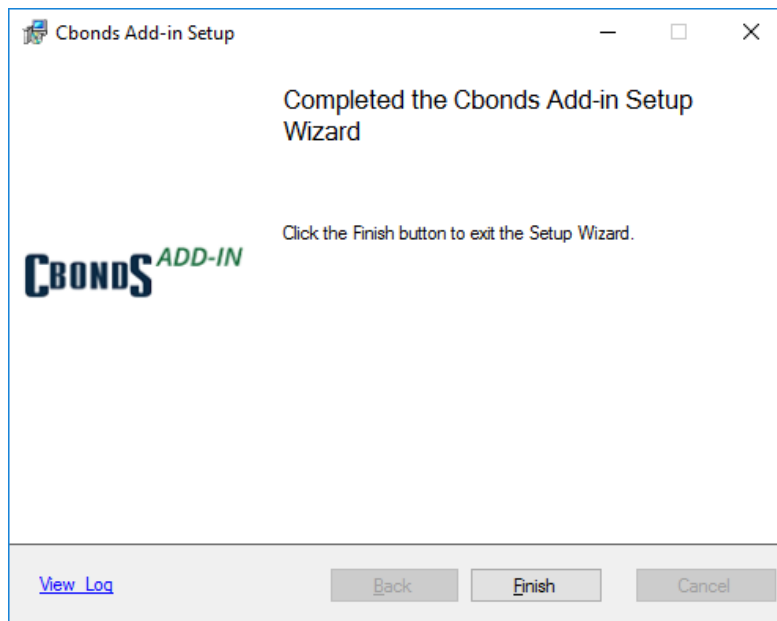 Cbonds Add-in Setup
Completed the Cbonds Add-in Setup
Wizard
Click the Finish button to exit the Setup Wizard.
CBONDS ADD-IN
View Log
Back
Finish
Cancel